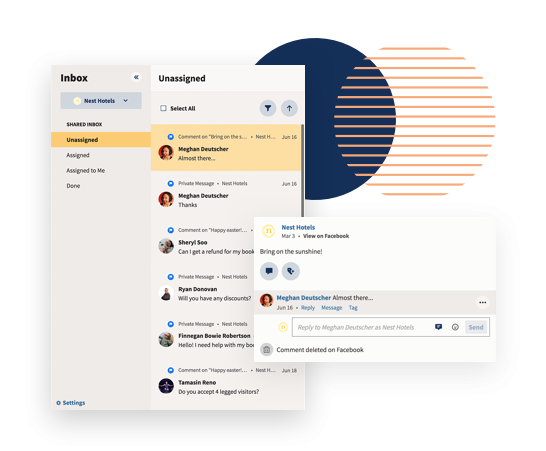 Inbox
«
Nest Hotels
SHARED INBOX
Unassigned
Assigned
Assigned to Me
Done
Settings
Unassigned
Select All
Comment on "Bring on the s... • Nest H... Jun 16
Meghan Deutscher
Almost there...
Private Message • Nest Hotels Jun 16
Meghan Deutscher
Thanks
Comment on "Happy easter!... • Nest
Sheryl Soo
Can I get a refund for my book
Private Message • Nest Hotels
Ryan Donovan
Will you have any discounts?
Private Message • Nest Hotels
Finnegan Bowie Robertson
Hello! I need help with my boo
Comment on "Happy easter!... • Nest H... Jun 16
Tamasin Reno
Do you accept 4 legged visitors?
Nest Hotels
Mar 3 • View on Facebook
Bring on the sunshine!
Meghan Deutscher Almost there...
Jun 16 • Reply Message Tag
Reply to Meghan Deutscher as Nest Hotels
Send
Comment deleted on Facebook